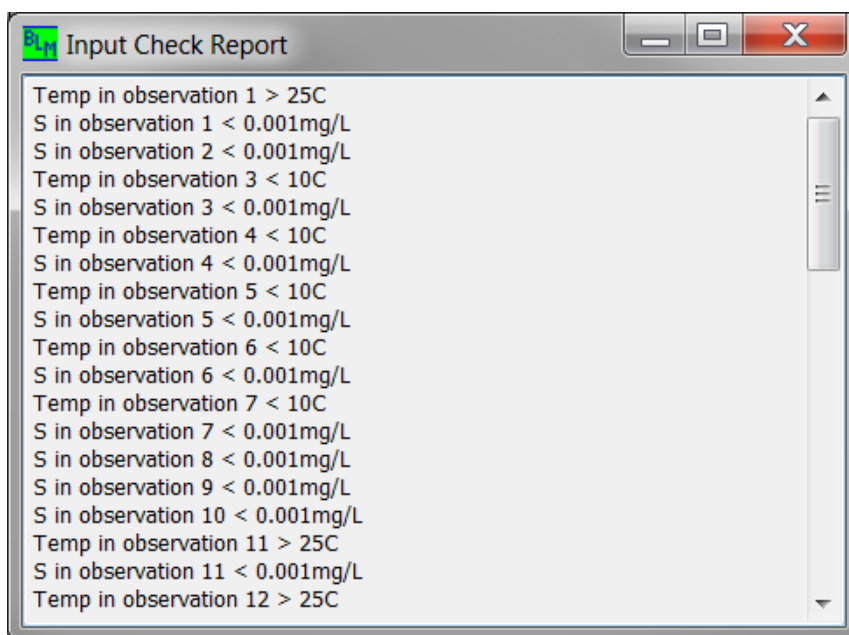 BLM Input Check Report
Temp in observation 1 > 25C
S in observation 1 < 0.001mg/L
S in observation 2 < 0.001mg/L
Temp in observation 3 < 10C
S in observation 3 < 0.001mg/L
Temp in observation 4 < 10C
S in observation 4 < 0.001mg/L
Temp in observation 5 < 10C
S in observation 5 < 0.001mg/L
Temp in observation 6 < 10C
S in observation 6 < 0.001mg/L
Temp in observation 7 < 10C
S in observation 7 < 0.001mg/L
S in observation 8 < 0.001mg/L
S in observation 9 < 0.001mg/L
S in observation 10 < 0.001mg/L
Temp in observation 11 > 25C
S in observation 11 < 0.001mg/L
Temp in observation 12 > 25C